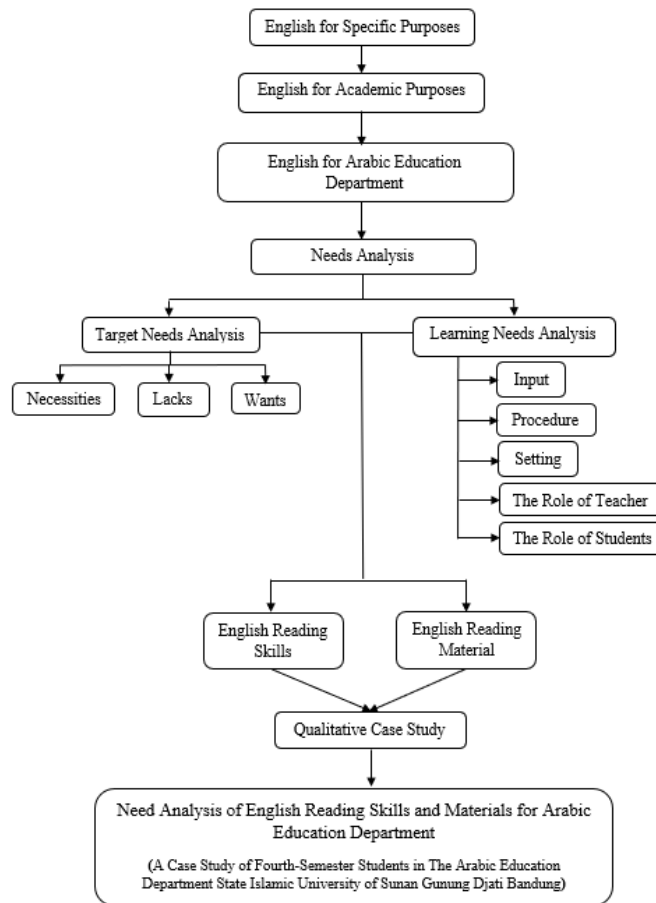 English for Specific Purposes
English for Academic Purposes
English for Arabic Education
Department
Needs Analysis
Target Needs Analysis
Learning Needs Analysis
Necessities
Lacks
Wants
Input
Procedure
Setting
The Role of Teacher
The Role of Students
English Reading
Skills
English Reading
Material
Qualitative Case Study
Need Analysis of English Reading Skills and Materials for Arabic
Education Department
(A Case Study of Fourth-Semester Students in The Arabic Education
Department State Islamic University of Sunan Gunung Djati Bandung)